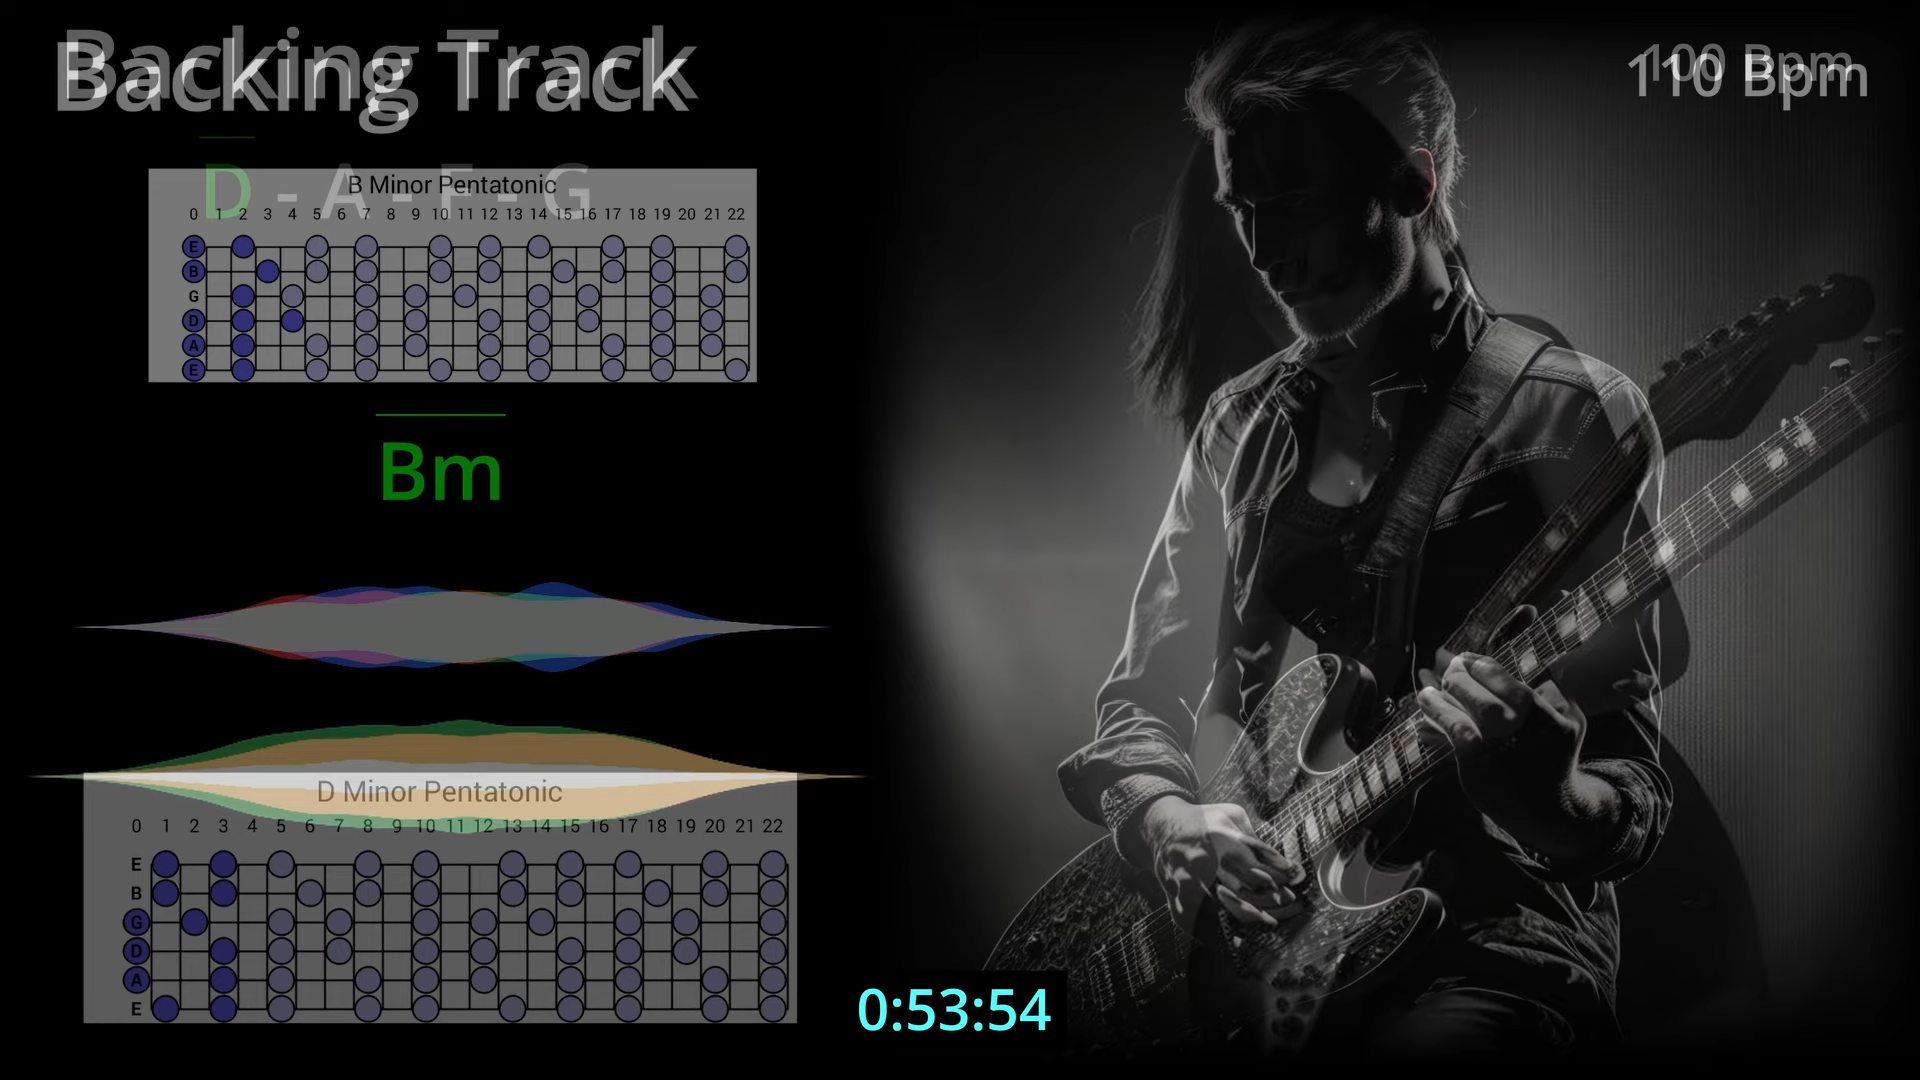 Backing Track
100 Bpm
110 Bpm
D - A - F - G
B Minor Pentatonic
0 1 2 3 4 5 6 7 8 9 10 11 12 13 14 15 16 17 18 19 20 21 22
E
B
G
D
A
E
Bm
D Minor Pentatonic
0 1 2 3 4 5 6 7 8 9 10 11 12 13 14 15 16 17 18 19 20 21 22
E
B
G
D
A
E
0:53:54